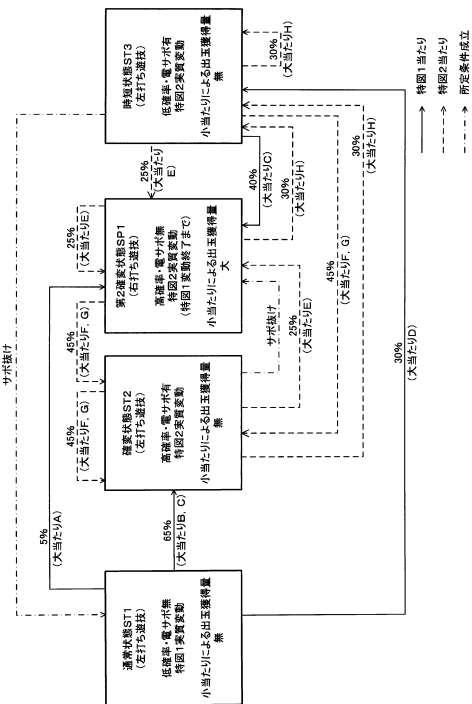 通常状態ST1
(左打ち遊技)
低確率・電サポ無
特図1実質変動
小当たりによる出玉獲得量
無
確変状態ST2
(左打ち遊技)
高確率・電サポ有
特図2実質変動
小当たりによる出玉獲得量
無
第2確変状態SP1
(右打ち遊技)
高確率・電サポ無
特図2実質変動
(特図1変動終了まで)
小当たりによる出玉獲得量
大
時短状態ST3
(左打ち遊技)
低確率・電サポ有
特図2実質変動
小当たりによる出玉獲得量
無
サポ抜け
5%
(大当たりA)
65%
(大当たりB, C)
45%
(大当たりF, G)
45%
(大当たりF, G)
25%
(大当たりE)
25%
(大当たり
E)
サポ抜け
25%
(大当たりE)
40%
(大当たりC)
30%
(大当たりH)
30%
(大当たりH)
45%
(大当たりF, G)
30%
(大当たりH)
30%
(大当たりD)
特図1当たり
特図2当たり
所定条件成立